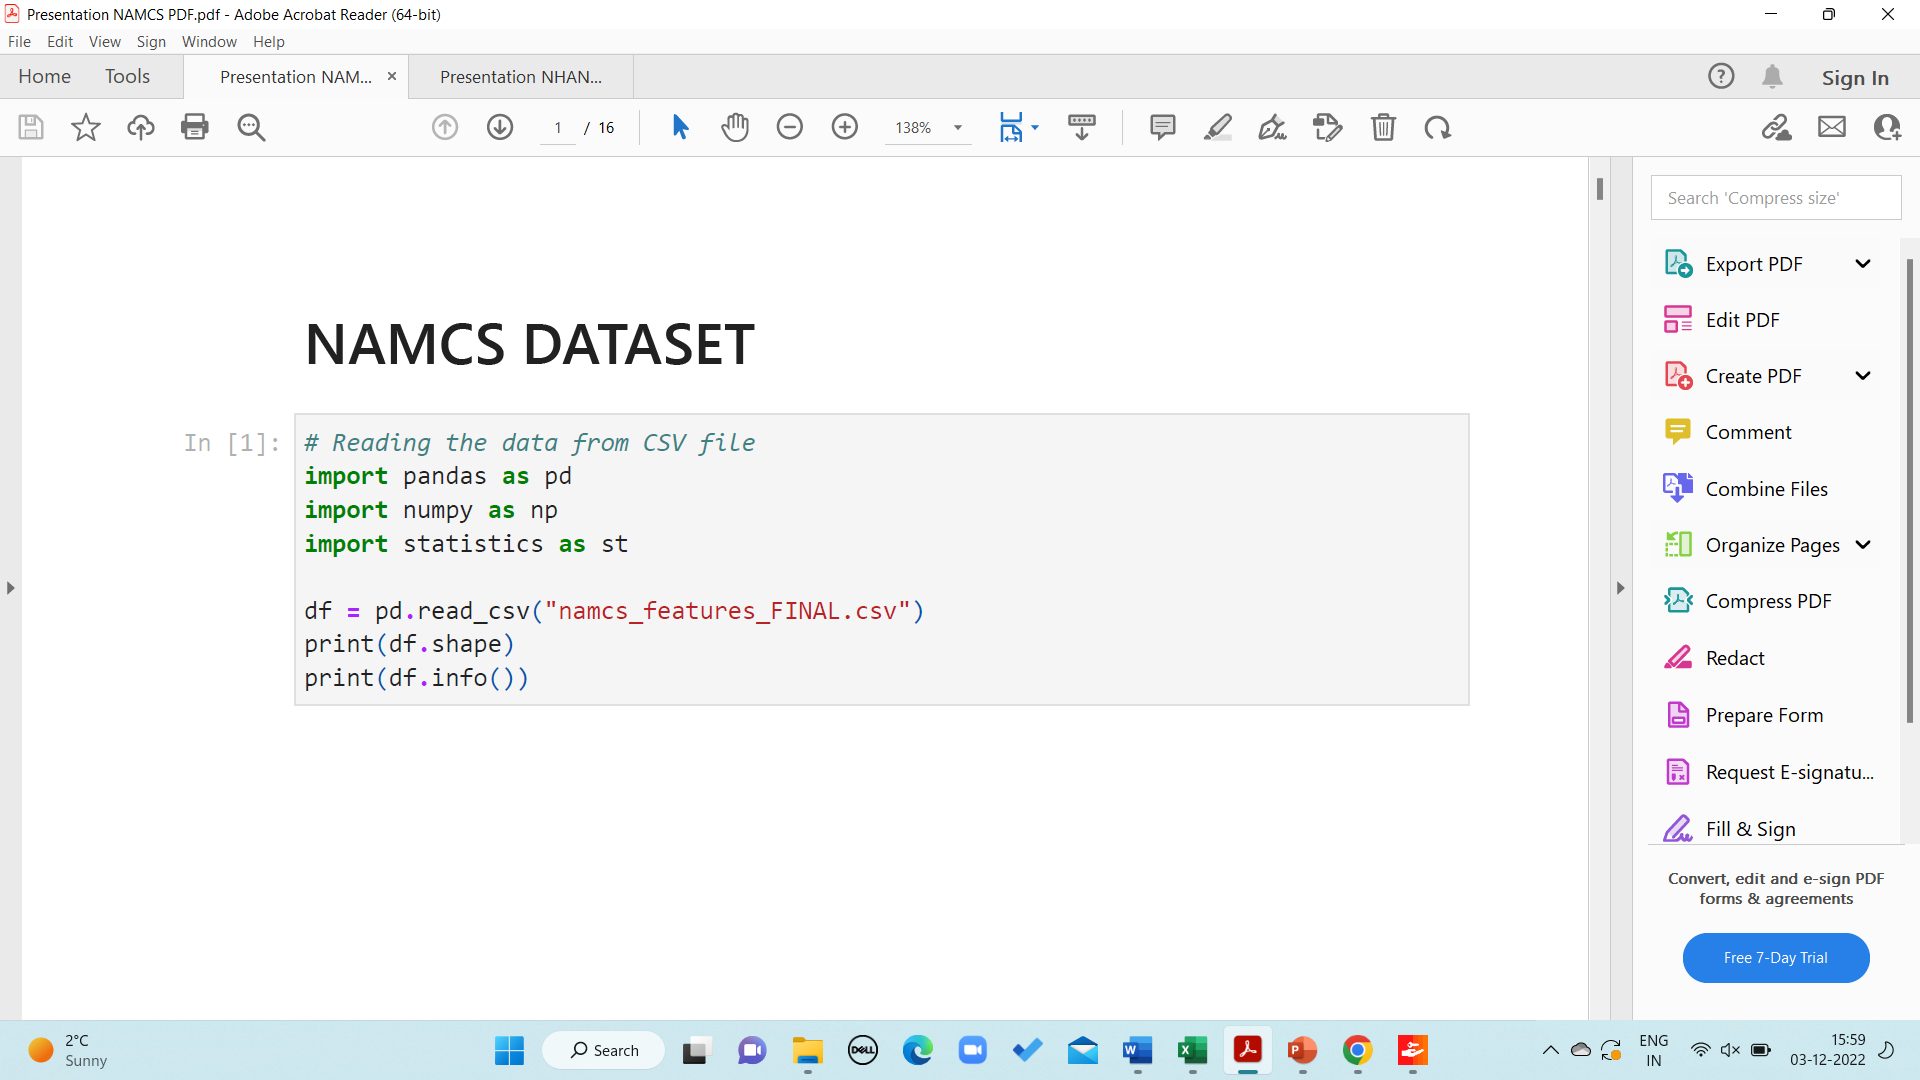 Presentation NAMCS PDF.pdf - Adobe Acrobat Reader (64-bit)
File Edit View Sign Window Help
Home Tools Presentation NAM... × Presentation NHAN... Sign In
1 / 16 138%
Search 'Compress size'
Export PDF
Edit PDF
Create PDF
Comment
Combine Files
Organize Pages
Compress PDF
Redact
Prepare Form
Request E-signatu...
Fill & Sign
Convert, edit and e-sign PDF
forms & agreements
Free 7-Day Trial
NAMCS DATASET
In [1]:
# Reading the data from CSV file
import pandas as pd
import numpy as np
import statistics as st
df = pd.read_csv("namcs_features_FINAL.csv")
print(df.shape)
print(df.info())
2°C
Sunny
Search
DELL
ENG
IN
15:59
03-12-2022